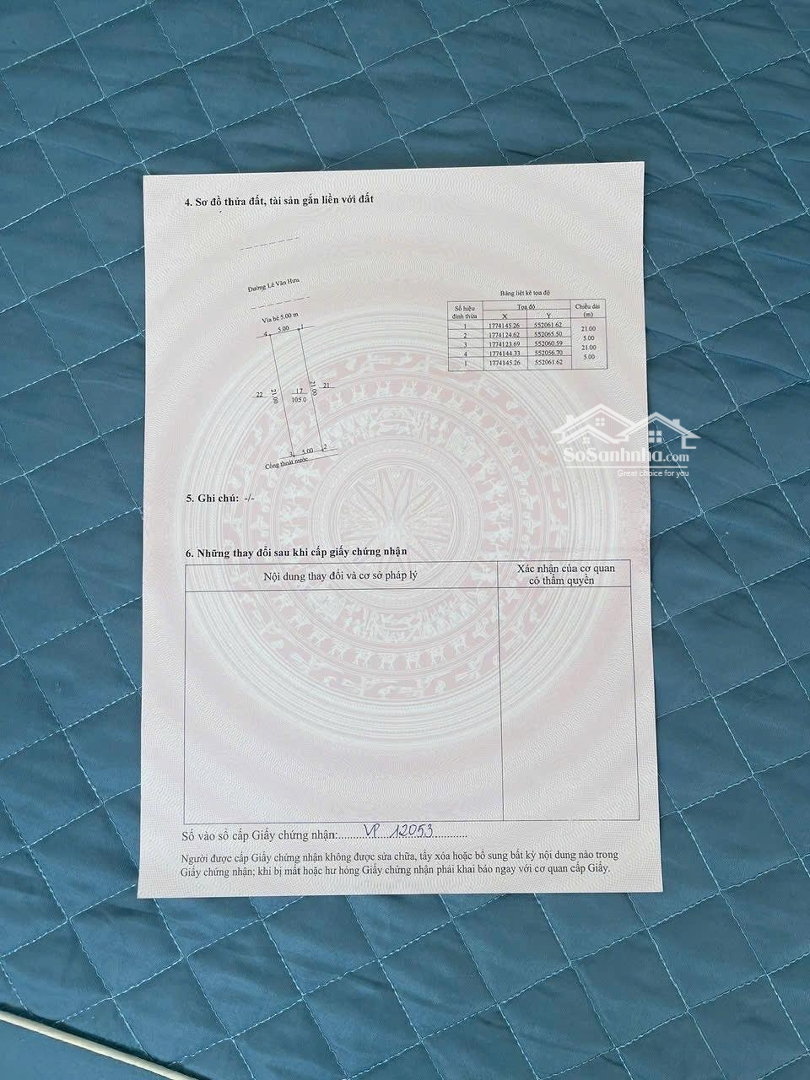 4. Sơ đồ thửa đất, tài sản gắn liền với đất
Đường Lê Văn Hưu
Vỉa hè 5.00 m
4 5.00 1
22 21.00 17 21.00 21
105.0
3 5.00 2
Cống thoát nước
Bảng liệt kê tọa độ
Số hiệu đỉnh thửa Tọa độ Chiều dài (m)
X Y
1 1774145.26 552061.62
21.00
2 1774124.62 552065.50
5.00
3 1774123.69 552060.59
21.00
4 1774144.33 552056.70
5.00
1 1774145.26 552061.62
SoSanhnha.com
Great choice for you
5. Ghi chú: -/-
6. Những thay đổi sau khi cấp giấy chứng nhận
Nội dung thay đổi và cơ sở pháp lý
Xác nhận của cơ quan
có thẩm quyền
Số vào sổ cấp Giấy chứng nhận:......VP 12053............
Người được cấp Giấy chứng nhận không được sửa chữa, tẩy xóa hoặc bổ sung bất kỳ nội dung nào trong
Giấy chứng nhận; khi bị mất hoặc hư hỏng Giấy chứng nhận phải khai báo ngay với cơ quan cấp Giấy.